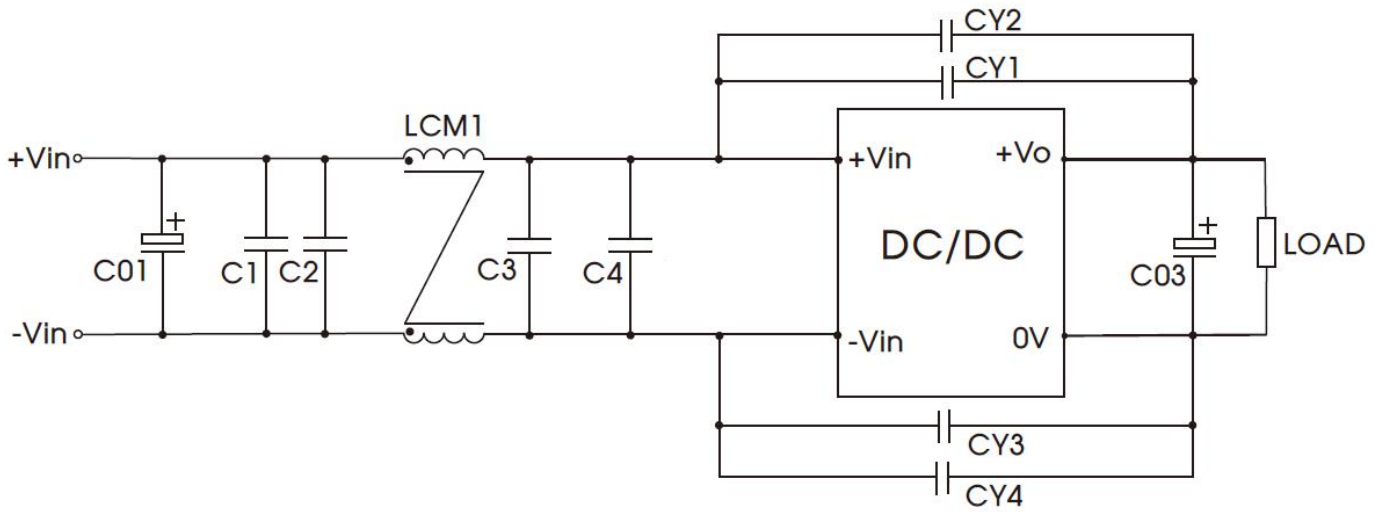 CY2
CY1
LCM1
+Vin
+Vin
+Vo
+
+
C01
C1
C2
C3
C4
DC/DC
C03
LOAD
-Vin
-Vin
0V
CY3
CY4